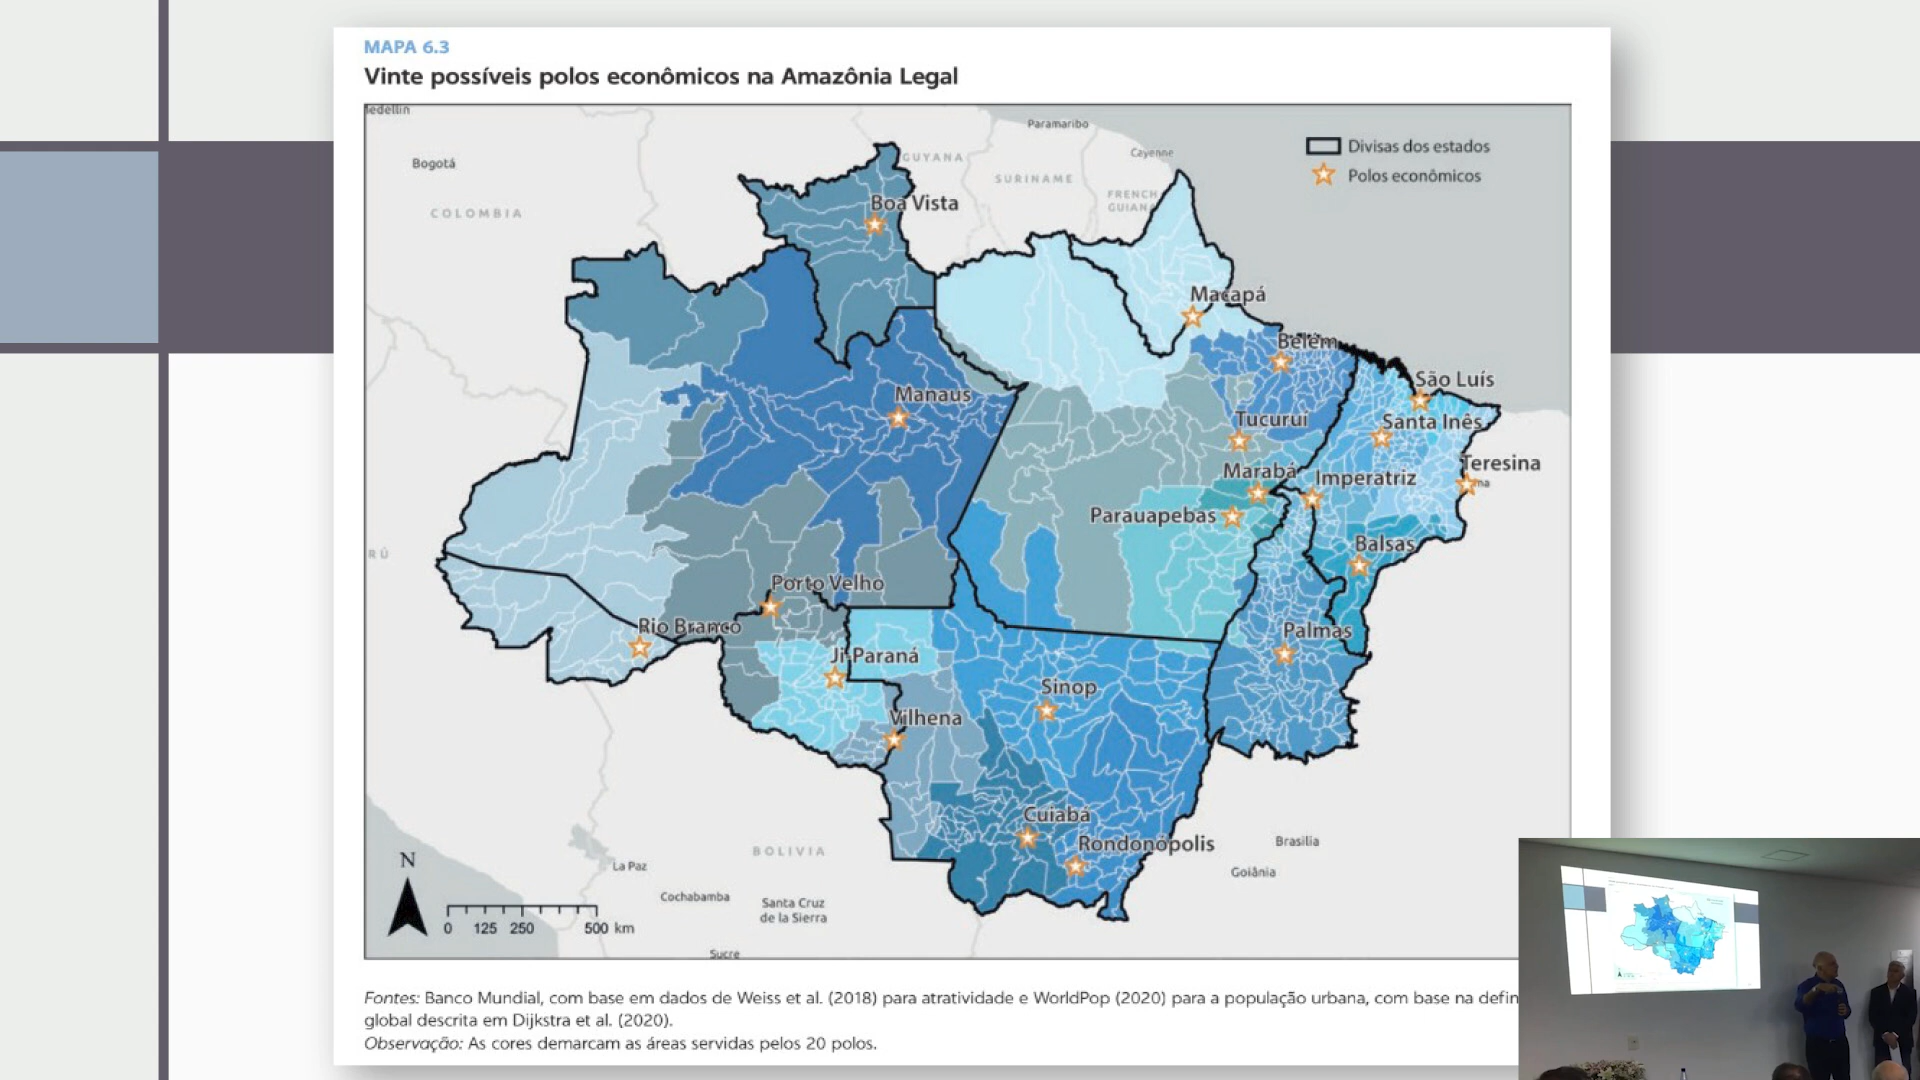 MAPA 6.3
Vinte possíveis polos econômicos na Amazônia Legal
Paramaribo
Divisas dos estados
Cayenne
GUYANA
Bogotá
Polos econômicos
SURINAME
FRENCH
GUIANA
Boa Vista
COLOMBIA
Macapá
Belém
São Luís
Manaus
Tucuruí
Santa Inês
Marabá
Imperatriz
Teresina
Parauapebas
Balsas
Porto Velho
Rio Branco
Palmas
Ji-Paraná
Sinop
Vilhena
Cuiabá
Rondonópolis
Brasilia
BOLIVIA
N
La Paz
Goiânia
Cochabamba
Santa Cruz
de la Sierra
0 125 250 500 km
Sucre
Fontes: Banco Mundial, com base em dados de Weiss et al. (2018) para atratividade e WorldPop (2020) para a população urbana, com base na defin
global descrita em Dijkstra et al. (2020).
Observação: As cores demarcam as áreas servidas pelos 20 polos.